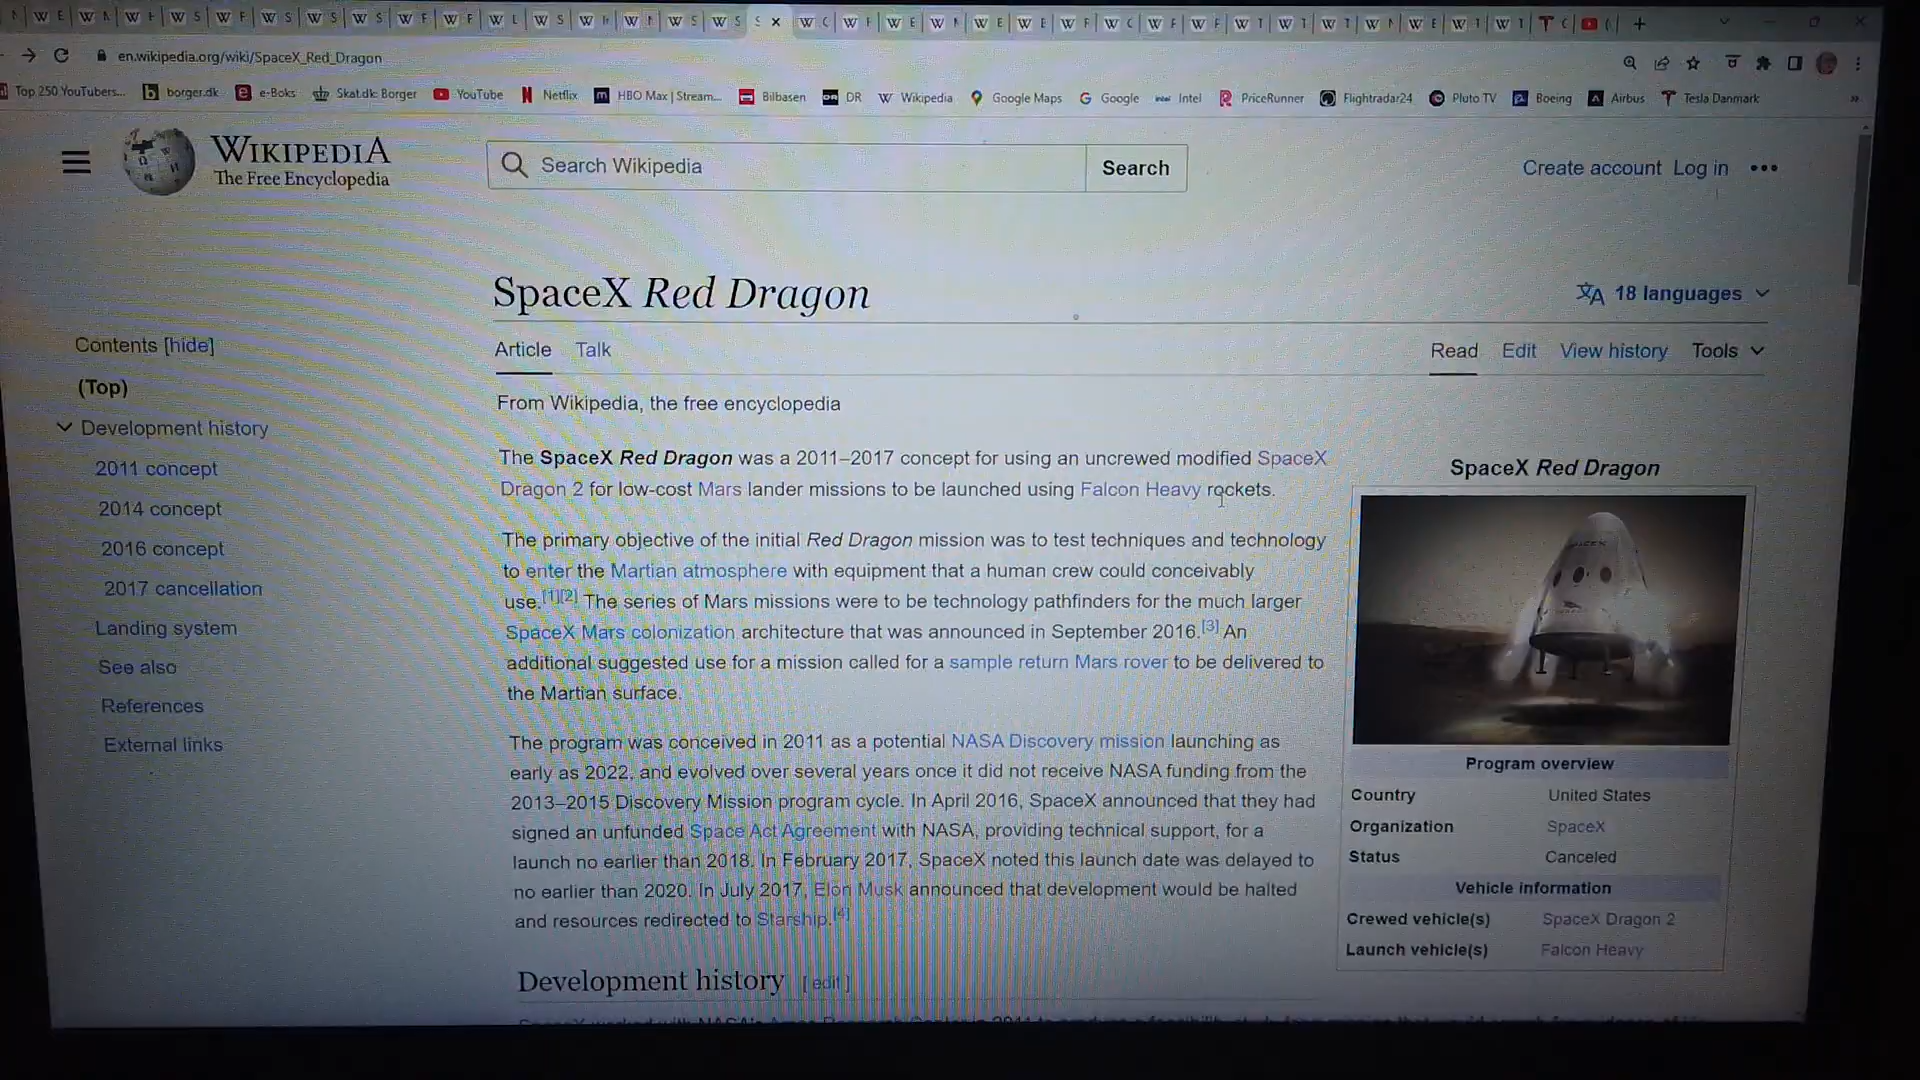 en.wikipedia.org/wiki/SpaceX_Red_Dragon
Top 250 YouTubers... borger.dk e-Boks Skat.dk: Borger YouTube Netflix HBO Max | Stream... Bilbasen DR Wikipedia Google Maps Google Intel PriceRunner Flightradar24 Pluto TV Boeing Airbus Tesla Danmark
WIKIPEDIA
The Free Encyclopedia
Search Wikipedia
Search
Create account Log in
SpaceX Red Dragon
18 languages
Contents [hide]
(Top)
Development history
2011 concept
2014 concept
2016 concept
2017 cancellation
Landing system
See also
References
External links
Article Talk
Read Edit View history Tools
From Wikipedia, the free encyclopedia
The SpaceX Red Dragon was a 2011–2017 concept for using an uncrewed modified SpaceX
Dragon 2 for low-cost Mars lander missions to be launched using Falcon Heavy rockets.
The primary objective of the initial Red Dragon mission was to test techniques and technology
to enter the Martian atmosphere with equipment that a human crew could conceivably
use.[1][2] The series of Mars missions were to be technology pathfinders for the much larger
SpaceX Mars colonization architecture that was announced in September 2016.[3] An
additional suggested use for a mission called for a sample return Mars rover to be delivered to
the Martian surface.
The program was conceived in 2011 as a potential NASA Discovery mission launching as
early as 2022, and evolved over several years once it did not receive NASA funding from the
2013–2015 Discovery Mission program cycle. In April 2016, SpaceX announced that they had
signed an unfunded Space Act Agreement with NASA, providing technical support, for a
launch no earlier than 2018. In February 2017, SpaceX noted this launch date was delayed to
no earlier than 2020. In July 2017, Elon Musk announced that development would be halted
and resources redirected to Starship.[4]
Development history [ edit ]
SpaceX Red Dragon
Program overview
Country United States
Organization SpaceX
Status Canceled
Vehicle information
Crewed vehicle(s) SpaceX Dragon 2
Launch vehicle(s) Falcon Heavy